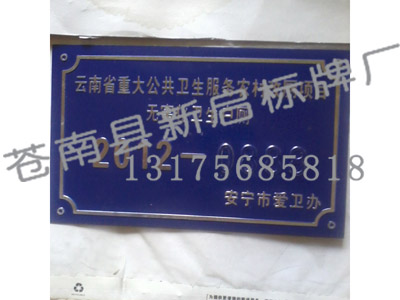 云南省重大公共卫生服务农村改厕项目
无害化卫生户厕
2012-0000
安宁市爱卫办
苍南县新启标牌厂
13175685818